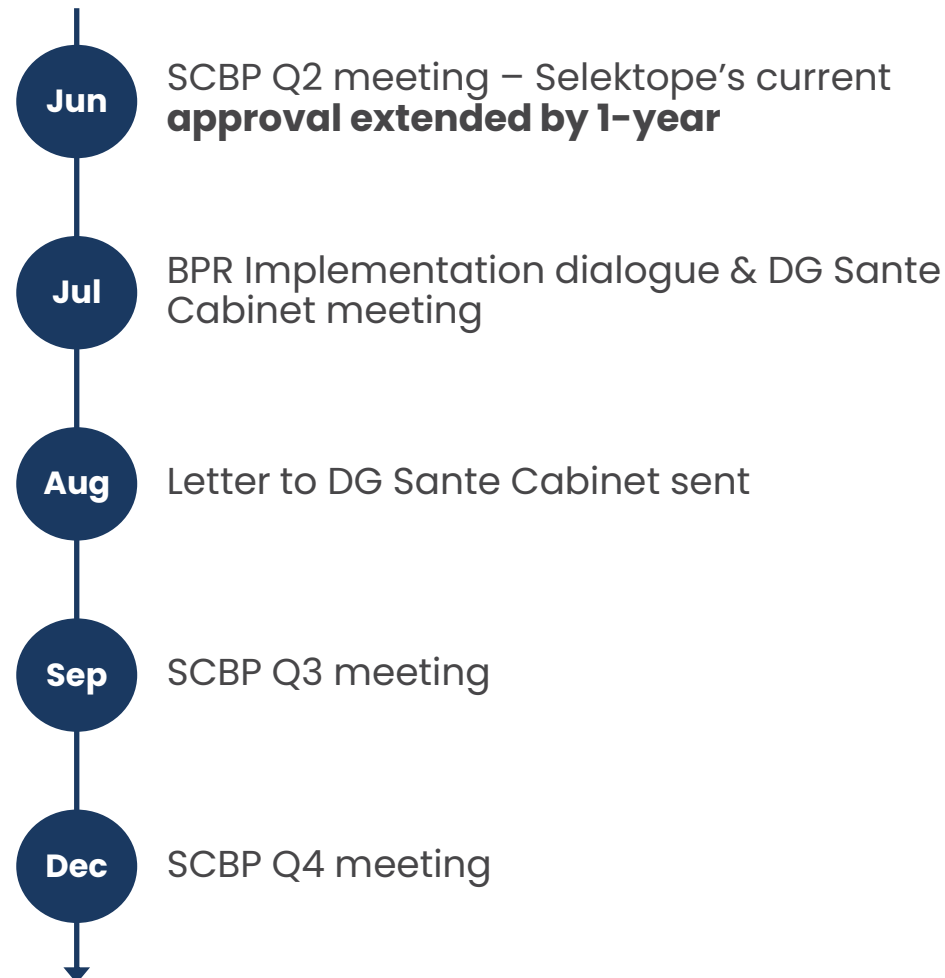 Jun
SCBP Q2 meeting – Selektope’s current
approval extended by 1-year
Jul
BPR Implementation dialogue & DG Sante
Cabinet meeting
Aug
Letter to DG Sante Cabinet sent
Sep
SCBP Q3 meeting
Dec
SCBP Q4 meeting